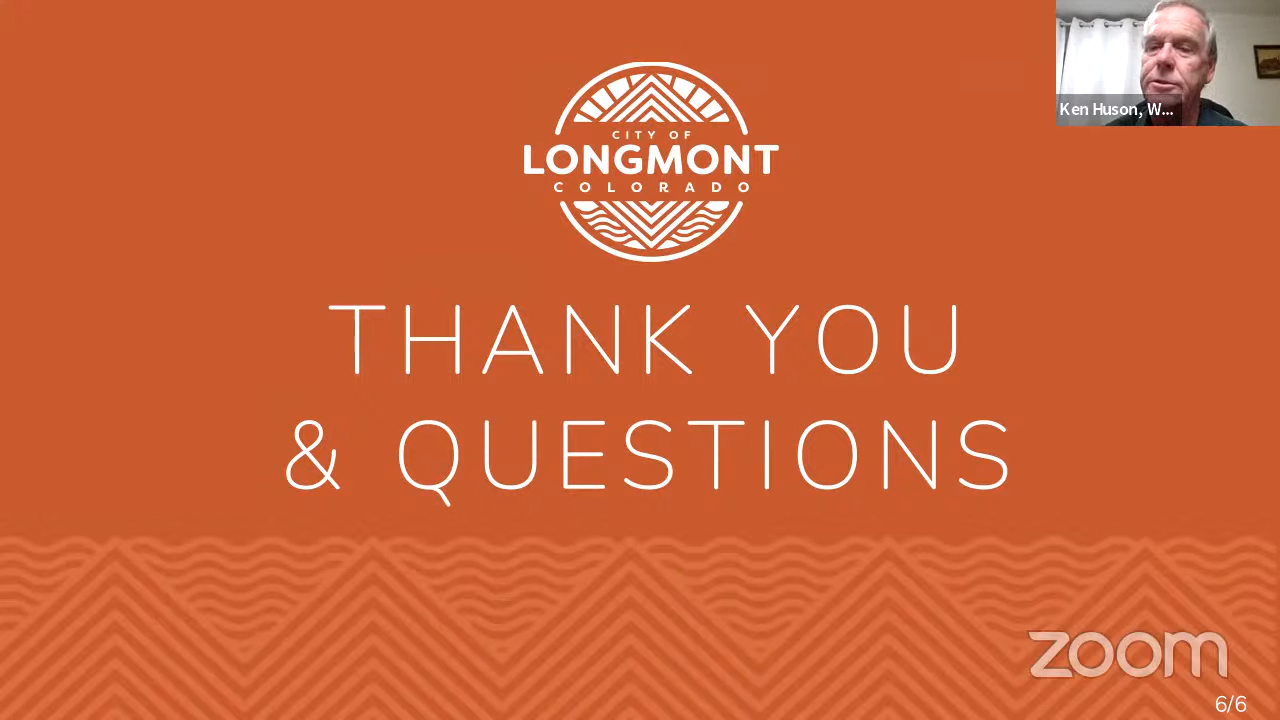 Ken Huson, W...
CITY OF
LONGMONT
COLORADO
THANK YOU
& QUESTIONS
zoom
6/6